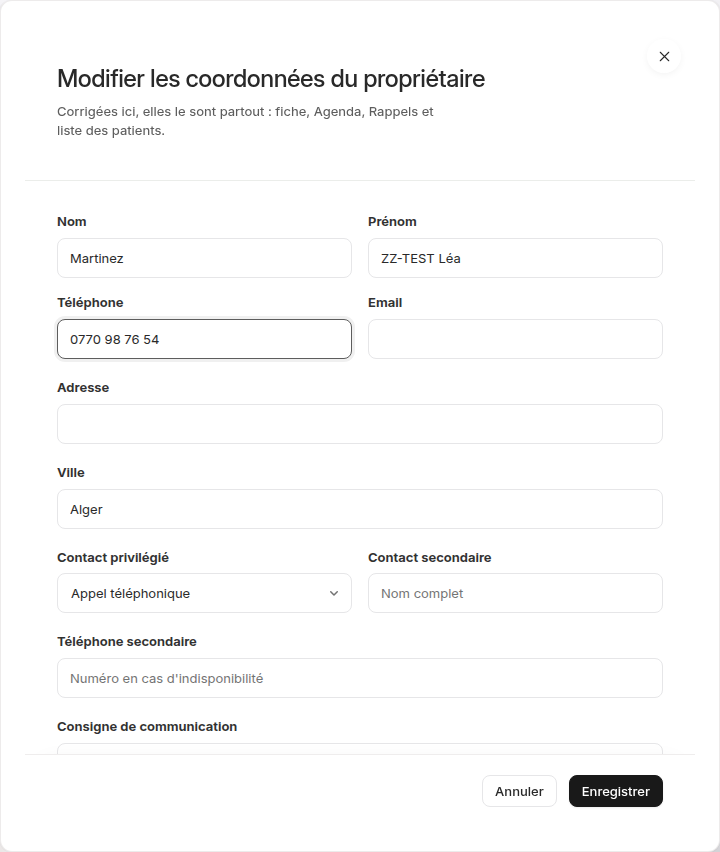 Modifier les coordonnées du propriétaire
Corrigées ici, elles le sont partout : fiche, Agenda, Rappels et
liste des patients.
Nom
Prénom
Martinez
ZZ-TEST Léa
Téléphone
Email
0770 98 76 54
Adresse
Ville
Alger
Contact privilégié
Contact secondaire
Appel téléphonique
Nom complet
Téléphone secondaire
Numéro en cas d'indisponibilité
Consigne de communication
Annuler
Enregistrer